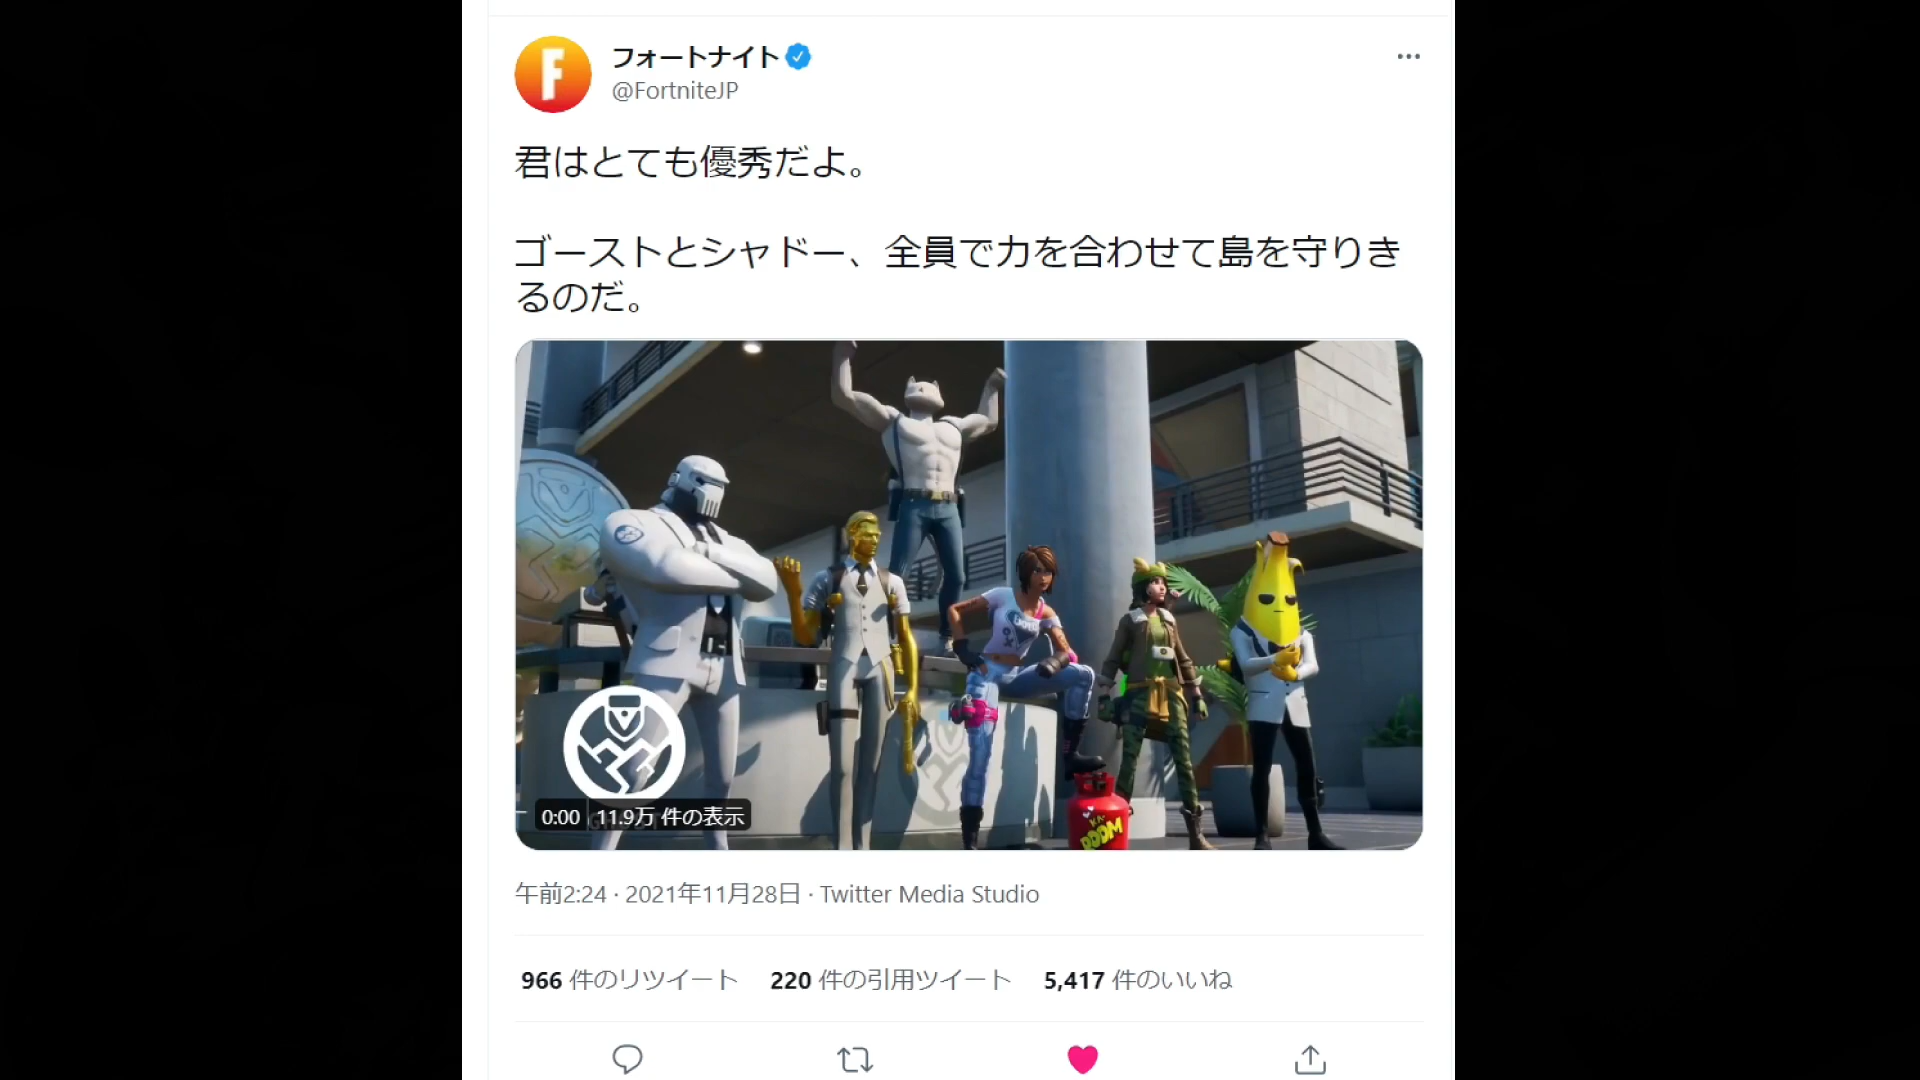 フォートナイト
@FortniteJP
君はとても優秀だよ。
ゴーストとシャドー、全員で力を合わせて島を守りき
るのだ。
KA-
BOOM
0:00 11.9万 件の表示
午前2:24 · 2021年11月28日 · Twitter Media Studio
966 件のリツイート 220 件の引用ツイート 5,417 件のいいね